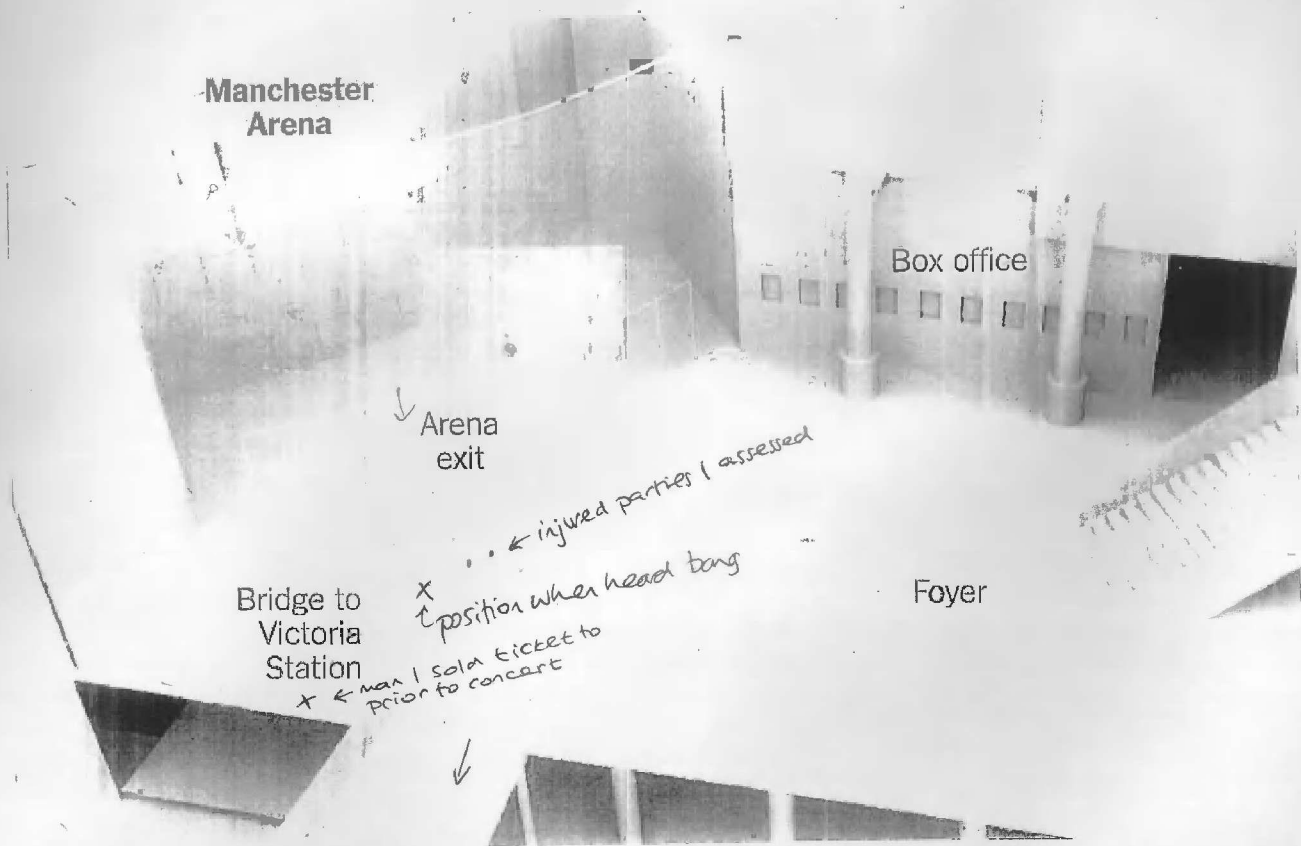 Manchester
Arena
Box office
Arena
exit
← injured parties I assessed
x
↑ position when head bang
Bridge to
Victoria
Station
Foyer
x ← man I sold ticket to
prior to concert